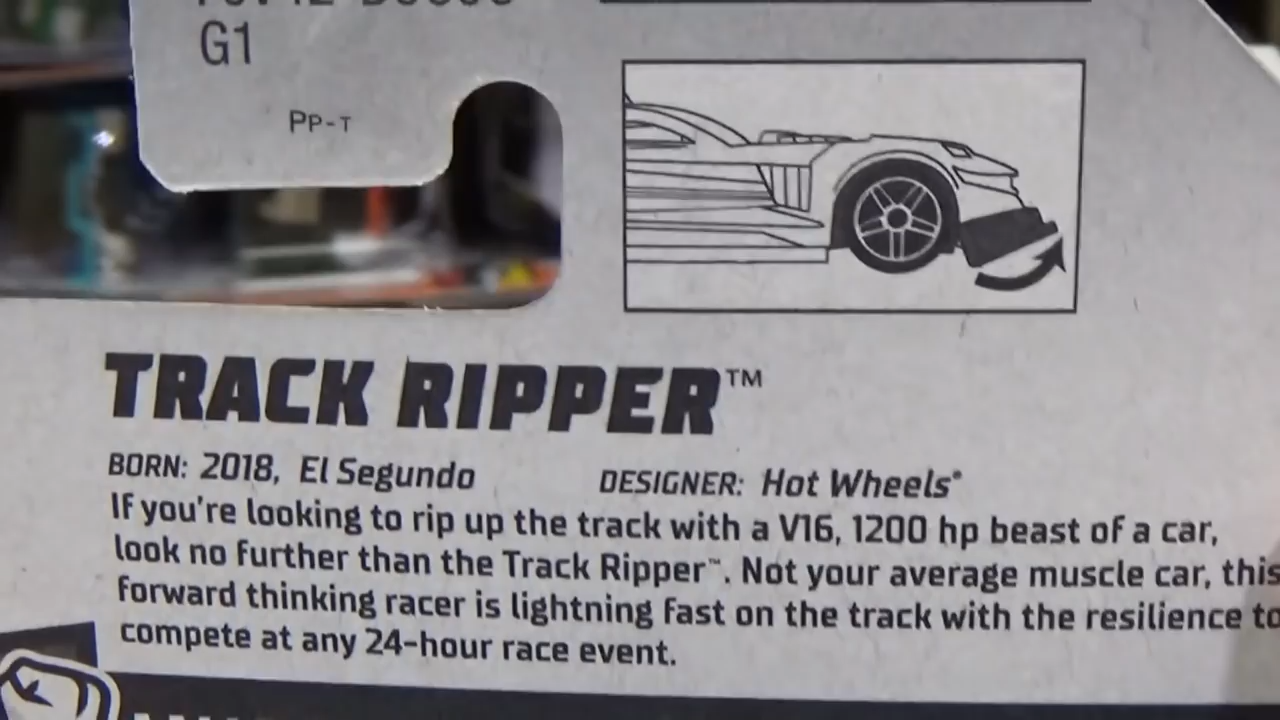 G1
PP-T
TRACK RIPPER™
BORN: 2018, El Segundo DESIGNER: Hot Wheels®
If you're looking to rip up the track with a V16, 1200 hp beast of a car,
look no further than the Track Ripper™. Not your average muscle car, this
forward thinking racer is lightning fast on the track with the resilience to
compete at any 24-hour race event.